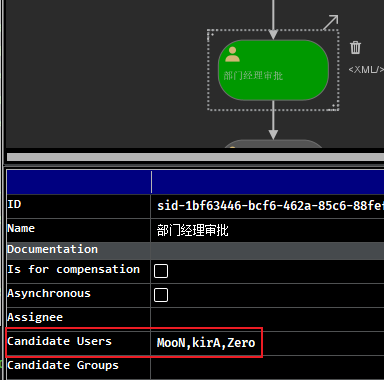 部门经理审批
<XML/>
ID sid-1bf63446-bcf6-462a-85c6-88fe
Name 部门经理审批
Documentation
Is for compensation
Asynchronous
Assignee
Candidate Users MooN,kirA,Zero
Candidate Groups